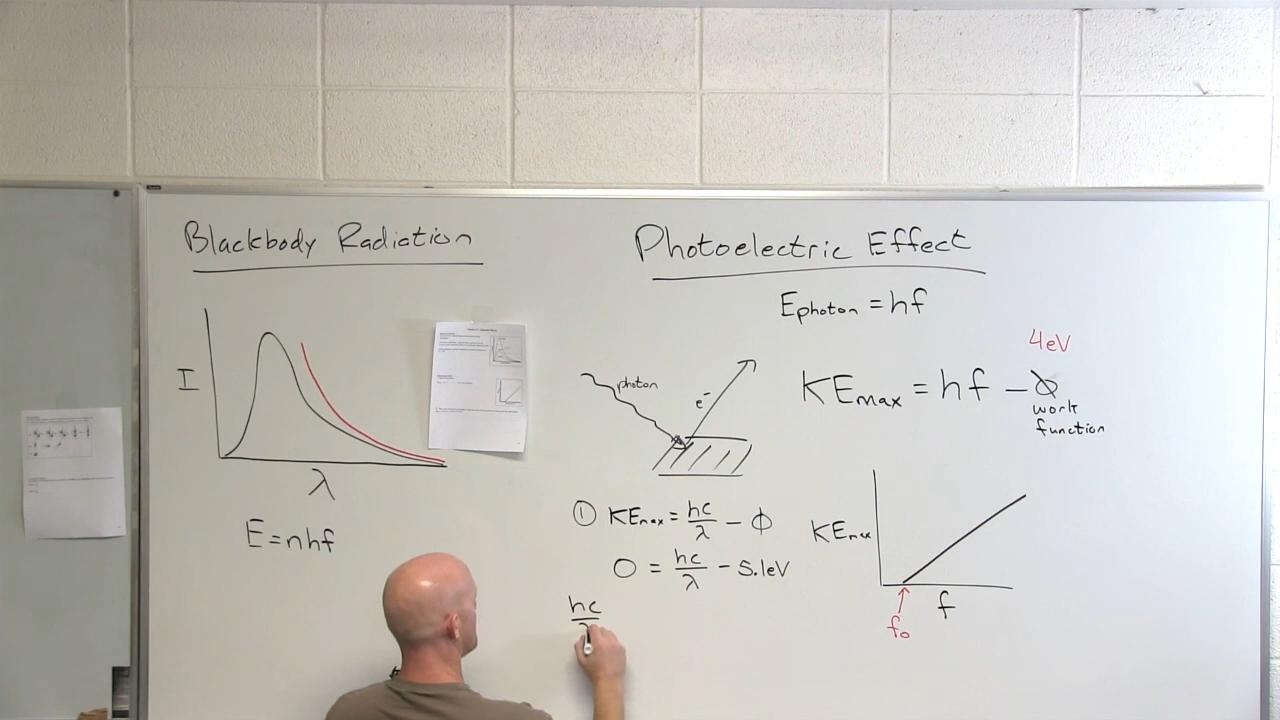 Blackbody Radiation
I
λ
E=nhf
Photoelectric Effect
Ephoton = hf
4eV
KEmax = hf - ϕ
work
function
photon
e⁻
① KEmax = hc/λ - ϕ
0 = hc/λ - 5.1eV
hc/λ
KEmax
f
f₀